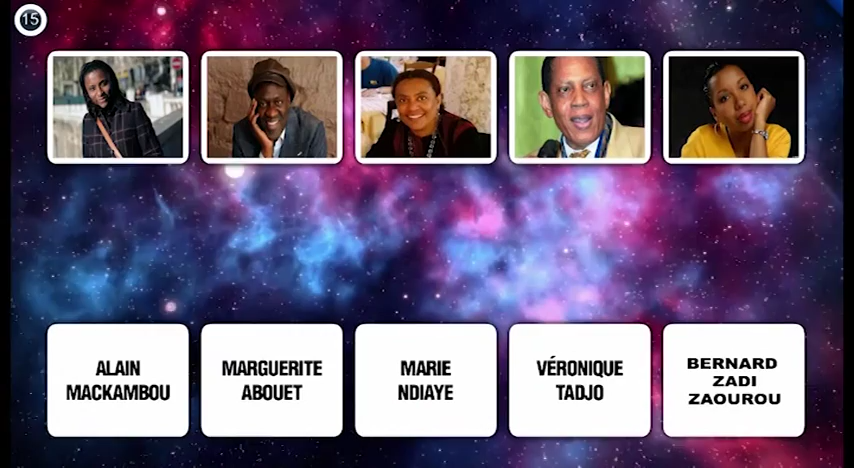 15
ALAIN
MACKAMBOU
MARGUERITE
ABOUET
MARIE
NDIAYE
VÉRONIQUE
TADJO
BERNARD
ZADI
ZAOUROU